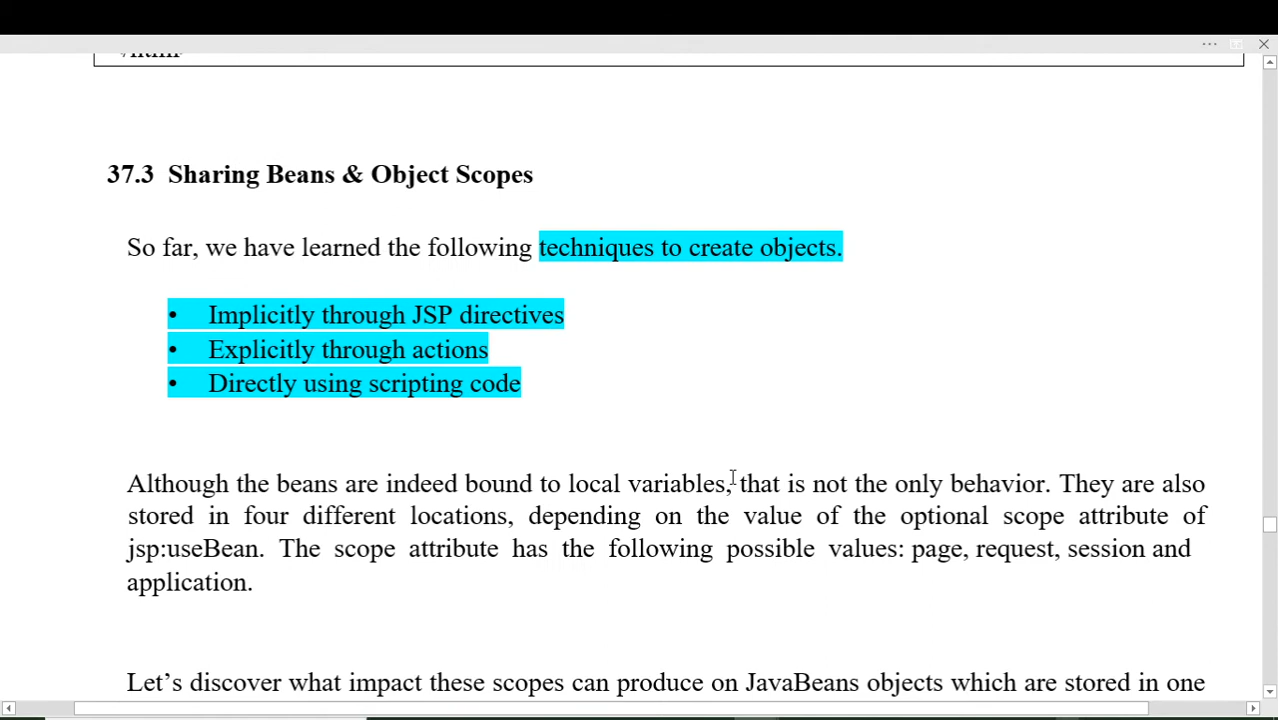 37.3 Sharing Beans & Object Scopes
So far, we have learned the following techniques to create objects.
• Implicitly through JSP directives
• Explicitly through actions
• Directly using scripting code
Although the beans are indeed bound to local variables, that is not the only behavior. They are also
stored in four different locations, depending on the value of the optional scope attribute of
jsp:useBean. The scope attribute has the following possible values: page, request, session and
application.
Let’s discover what impact these scopes can produce on JavaBeans objects which are stored in one